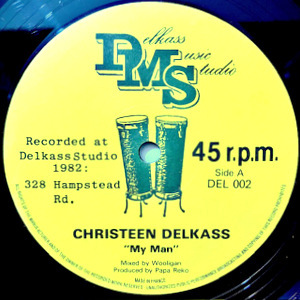 Delkass
Music
Studio
Recorded at
Delkass Studio
1982:
328 Hampstead
Rd.
45 r.p.m.
Side A
DEL 002
CHRISTEEN DELKASS
"My Man"
Mixed by Wooligan
Produced by Papa Reko